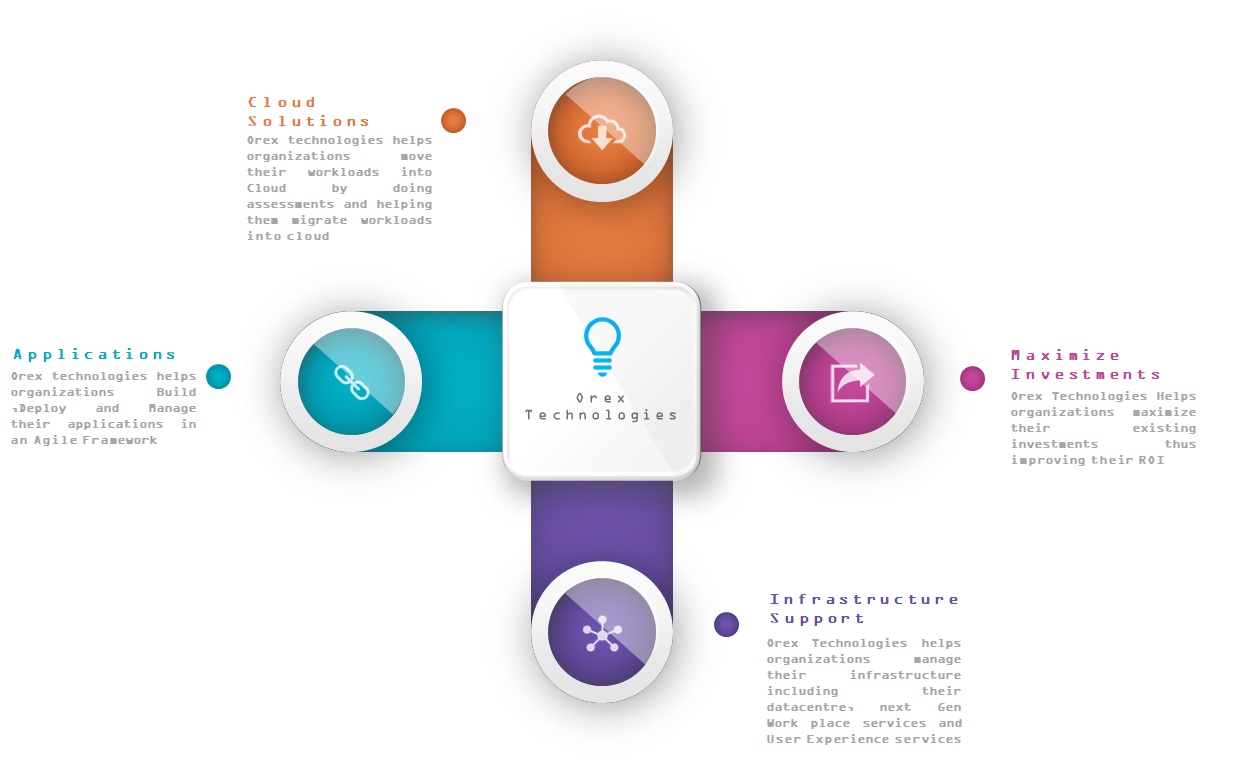 Cloud
Solutions
Orex technologies helps
organizations move
their workloads into
Cloud by doing
assessments and helping
them migrate workloads
into cloud
Applications
Orex technologies helps
organizations Build
,Deploy and Manage
their applications in
an Agile Framework
Orex
Technologies
Maximize
Investments
Orex Technologies Helps
organizations maximize
their existing
investments thus
improving their ROI
Infrastructure
Support
Orex Technologies helps
organizations manage
their infrastructure
including their
datacentre, next Gen
Work place services and
User Experience services